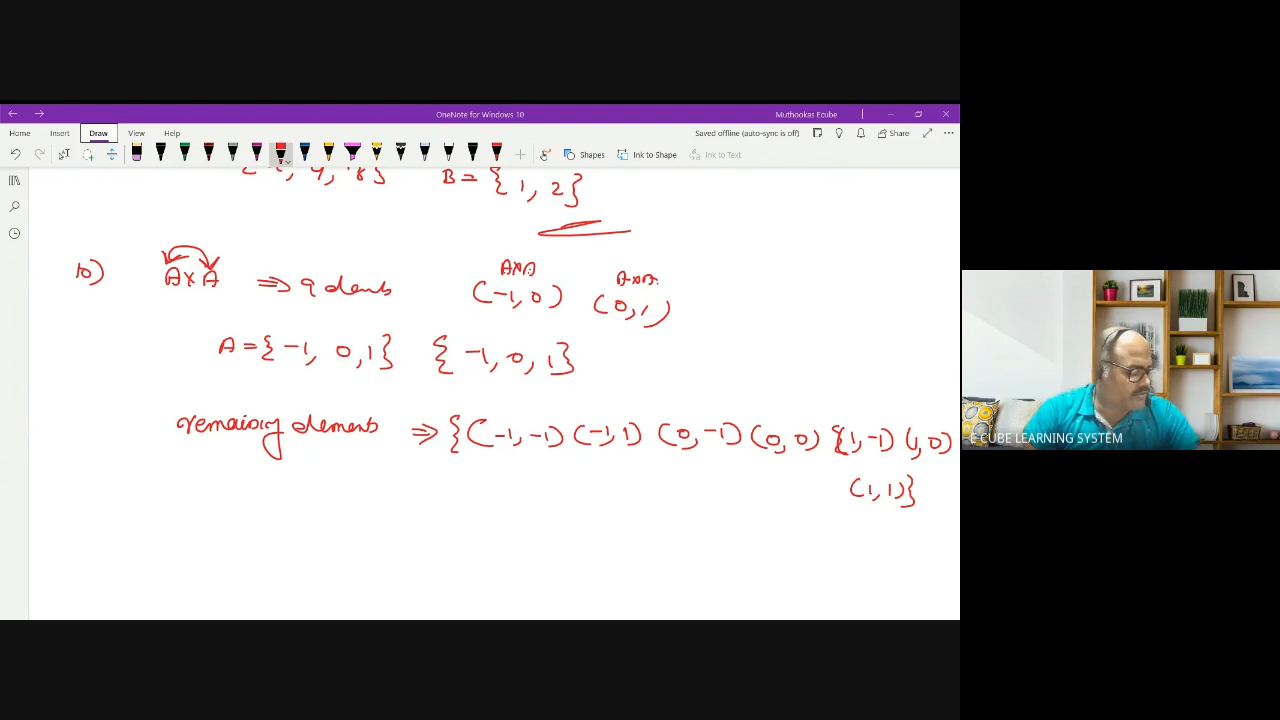 OneNote for Windows 10
Muthookas Ecube
Home Insert Draw View Help
Saved offline (auto-sync is off)
Share
Shapes
Ink to Shape
Ink to Text
B = { 1, 2}
10) A×A ⇒ 9 elements
A×A
(-1, 0)
A×A
(0, 1)
A = { -1, 0, 1} { -1, 0, 1}
remaining elements ⇒ { (-1, -1) (-1, 1) (0, -1) (0, 0) (1, -1) (1, 0)
(1, 1)}
E CUBE LEARNING SYSTEM